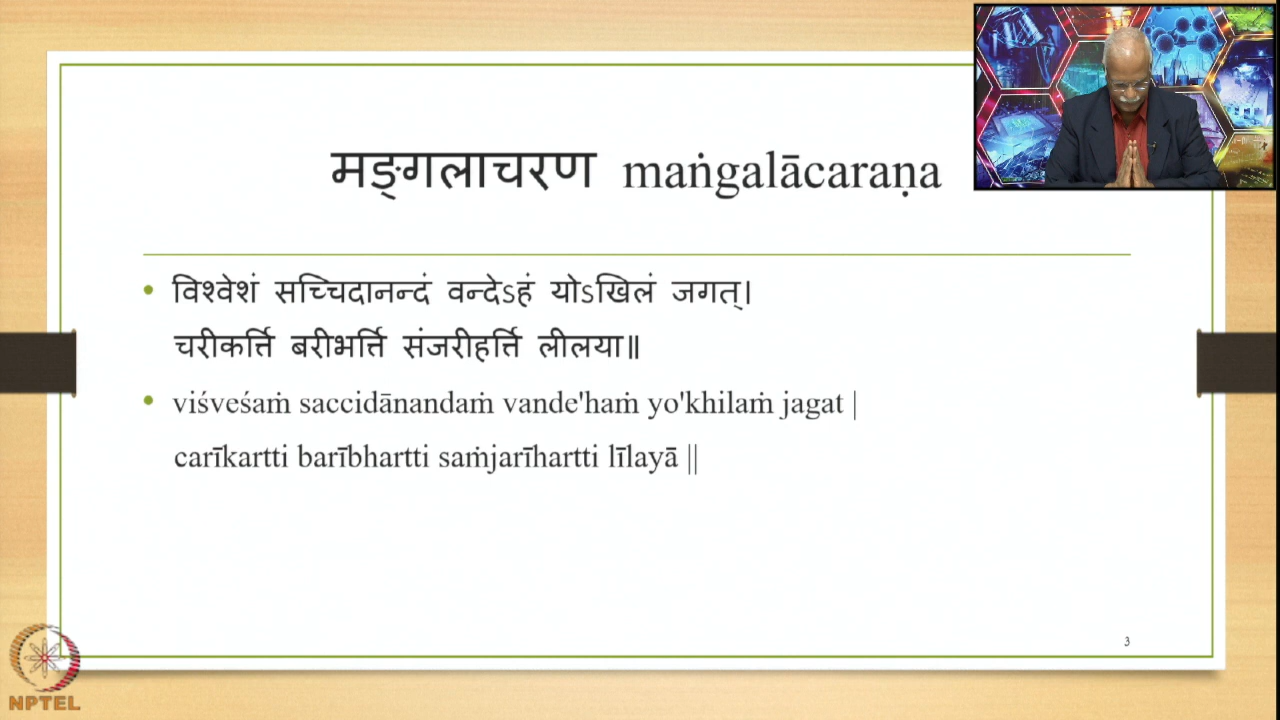 मङ्गलाचरण maṅgalācaraṇa
• विश्वेशं सच्चिदानन्दं वन्देऽहं योऽखिलं जगत्।
चरीकर्त्ति बरीभर्त्ति संजरीहर्त्ति लीलया॥
• viśveśaṁ saccidānandaṁ vande'haṁ yo'khilaṁ jagat |
carīkartti barībhartti saṁjarīhartti līlayā ||
3
NPTEL